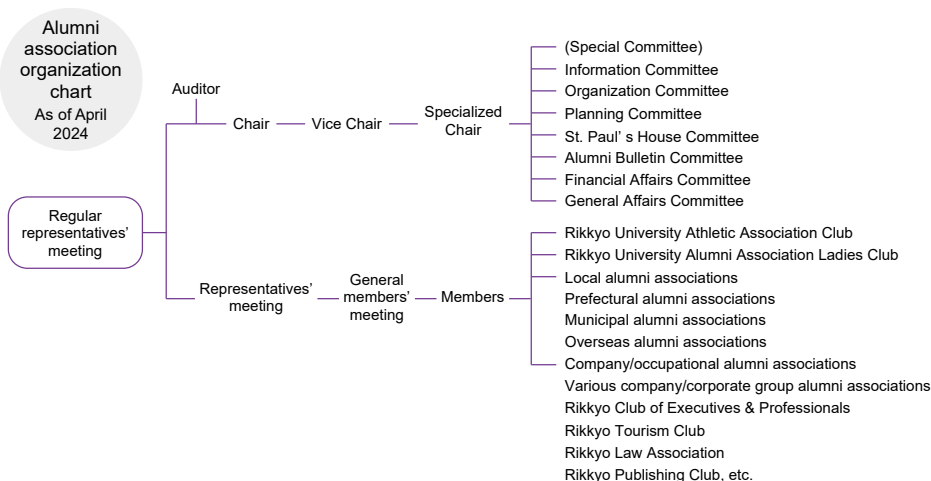 Alumni
association
organization
chart
As of April
2024
Regular
representatives’
meeting
Auditor
Chair
Vice Chair
Specialized
Chair
(Special Committee)
Information Committee
Organization Committee
Planning Committee
St. Paul’ s House Committee
Alumni Bulletin Committee
Financial Affairs Committee
General Affairs Committee
Representatives’
meeting
General
members’
meeting
Members
Rikkyo University Athletic Association Club
Rikkyo University Alumni Association Ladies Club
Local alumni associations
Prefectural alumni associations
Municipal alumni associations
Overseas alumni associations
Company/occupational alumni associations
Various company/corporate group alumni associations
Rikkyo Club of Executives & Professionals
Rikkyo Tourism Club
Rikkyo Law Association
Rikkyo Publishing Club, etc.